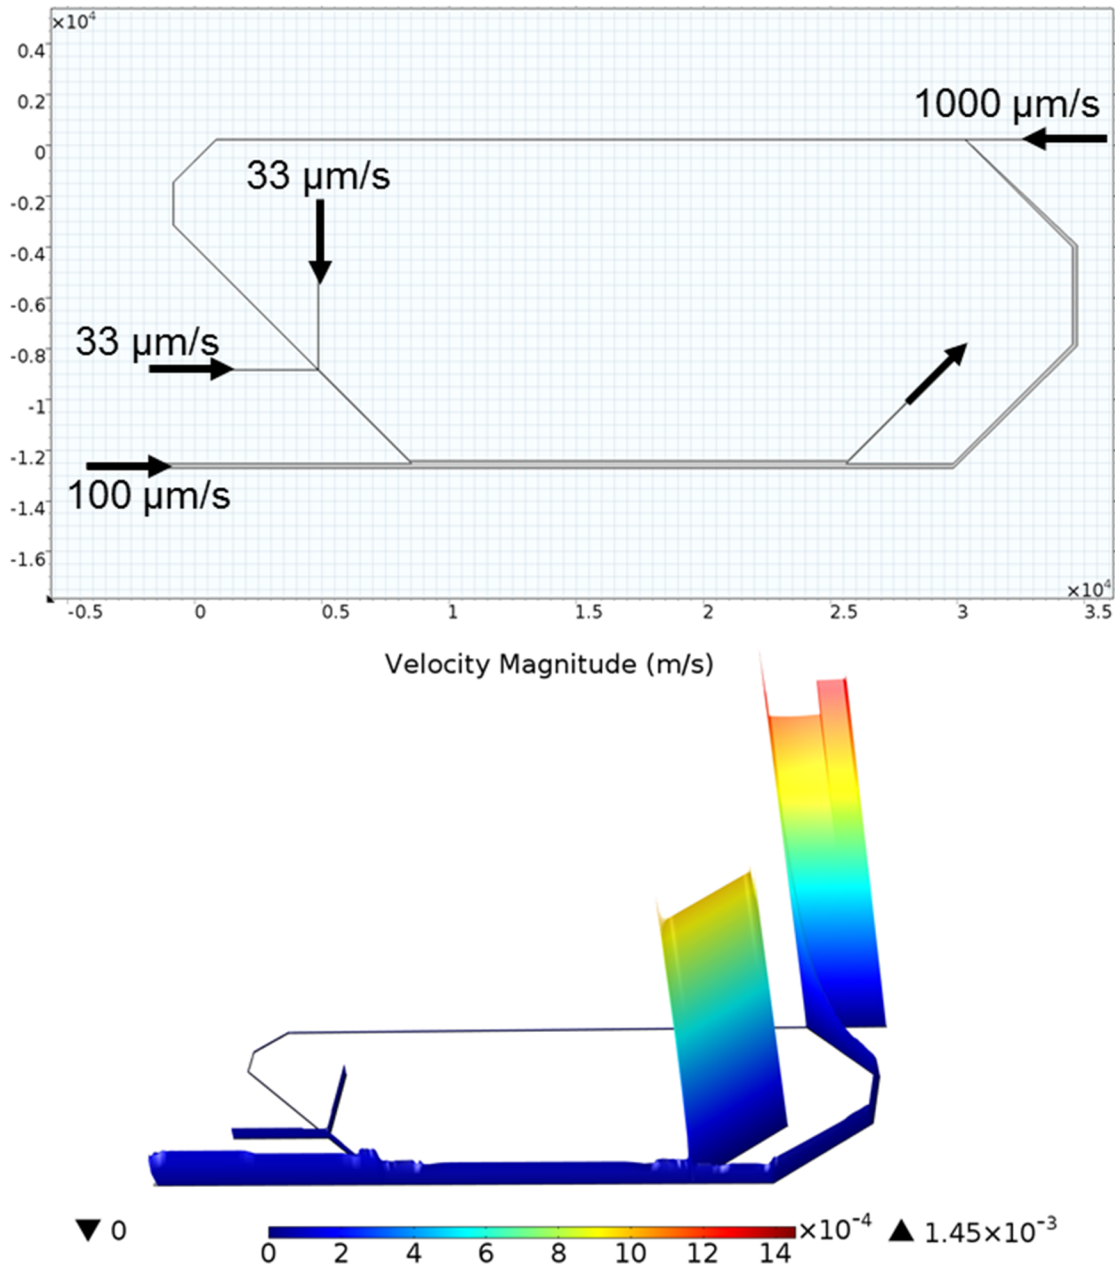 ×10⁴
0.4
0.2
1000 µm/s
0
33 µm/s
-0.2
-0.4
-0.6
33 µm/s
-0.8
-1
-1.2
100 µm/s
-1.4
-1.6
×10⁴
-0.5 0 0.5 1 1.5 2 2.5 3 3.5
Velocity Magnitude (m/s)
▼ 0
×10⁻⁴ ▲ 1.45×10⁻³
0 2 4 6 8 10 12 14